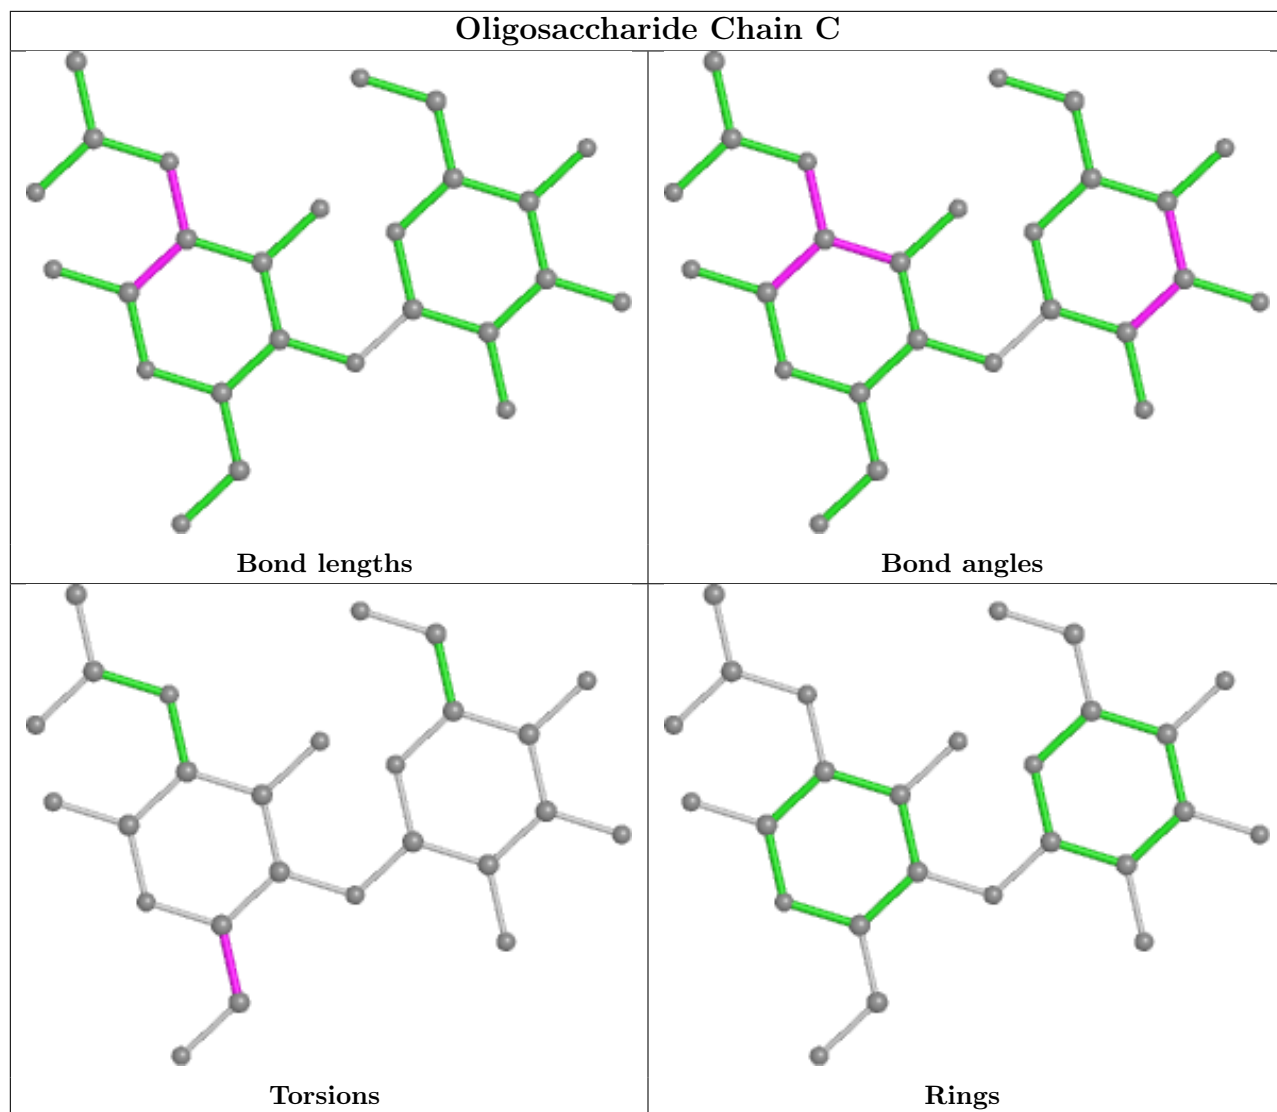 Oligosaccharide Chain C
Bond lengths
Bond angles
Torsions
Rings